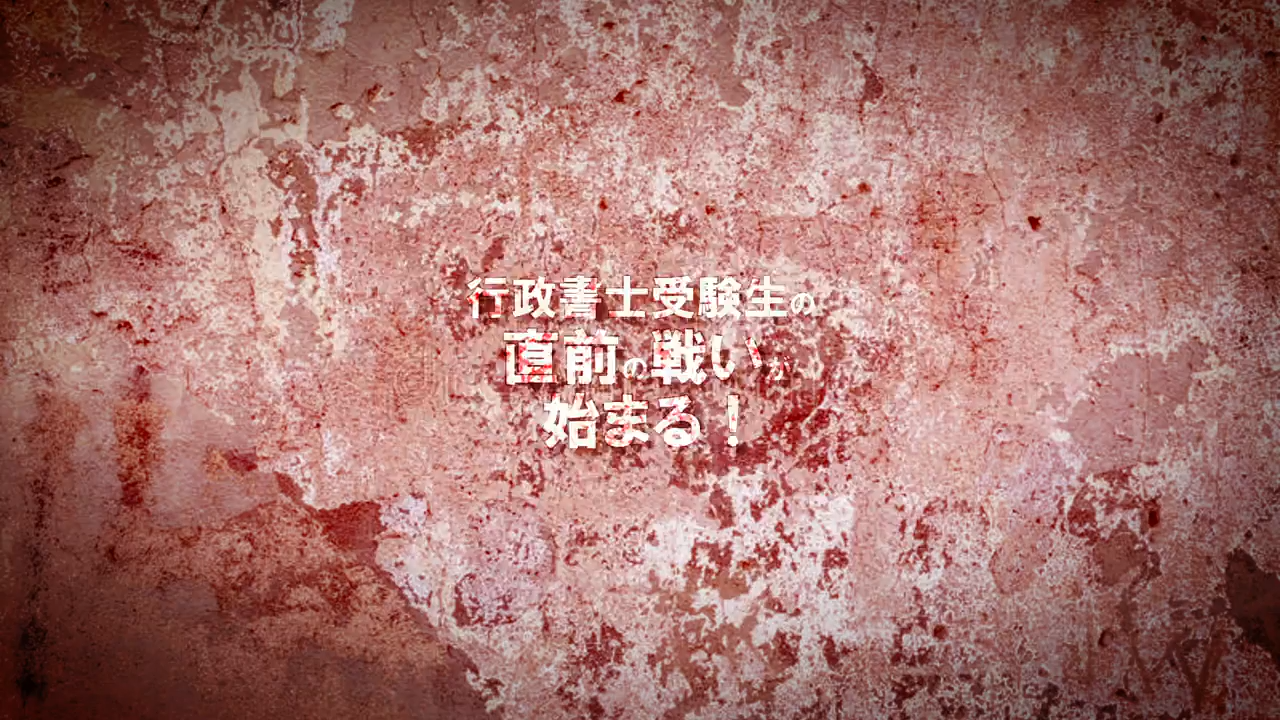 行政書士受験生の
直前の戦いが
始まる！